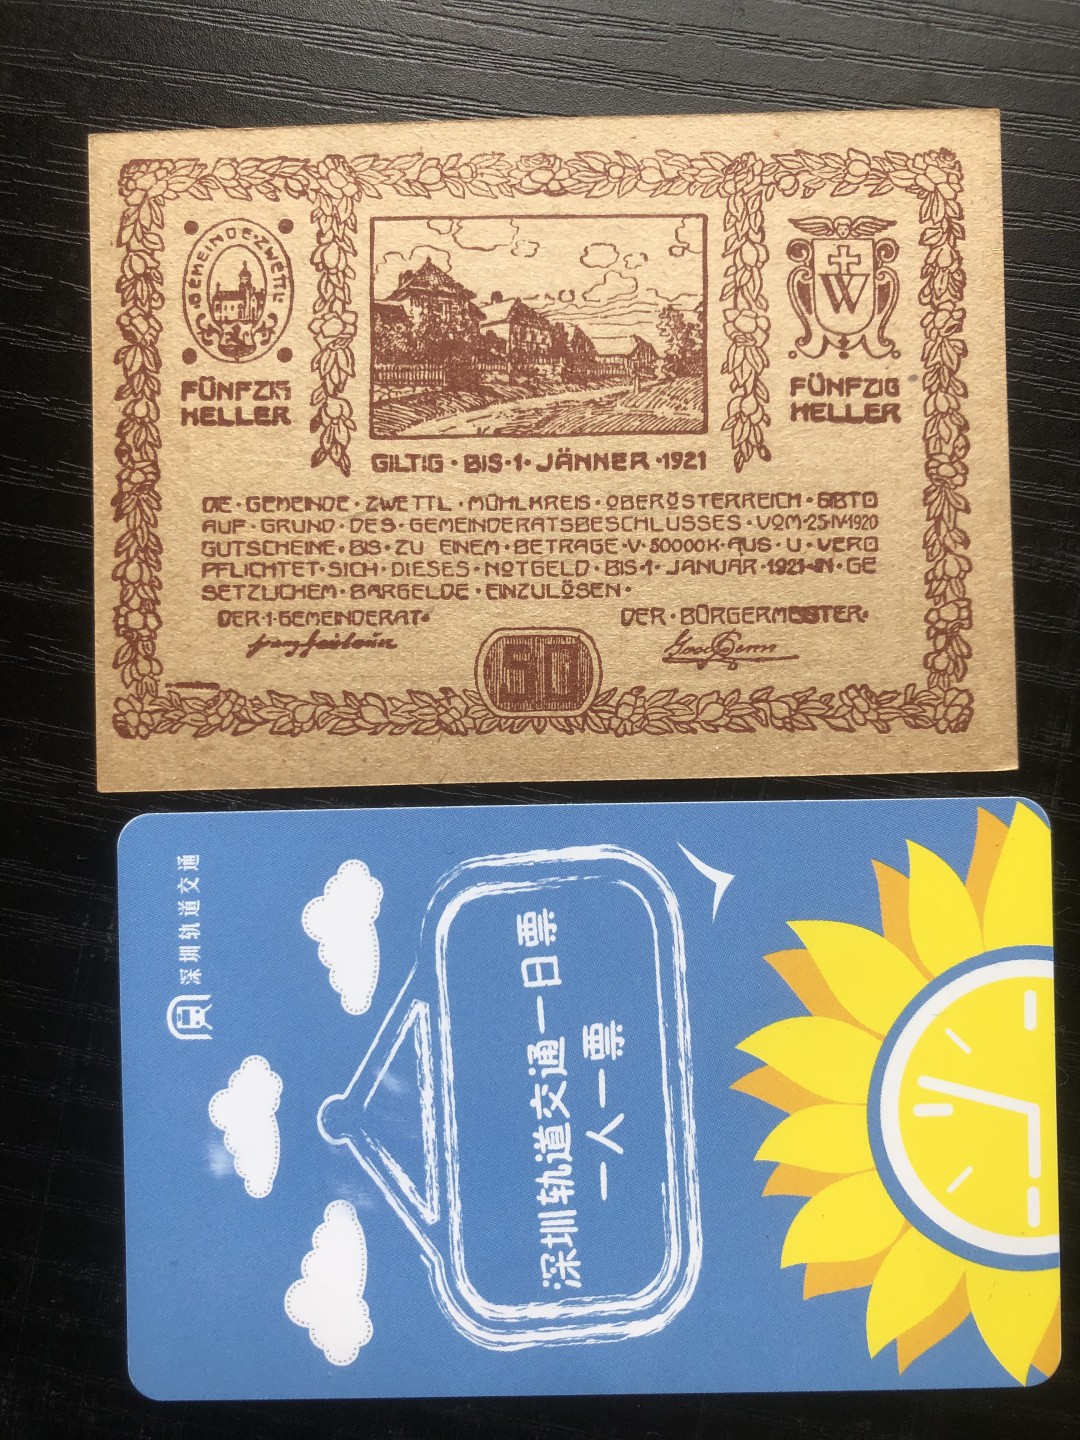 GEMEINDE·ZWETTL
FÜNFZIG
HELLER
W
FÜNFZIG
HELLER
GILTIG · BIS · 1 · JÄNNER · 1921
DIE · GEMEINDE · ZWETTL · MÜHLKREIS · OBERÖSTERREICH · GIBT
AUF · GRUND · DES · GEMEINDERATSBESCHLUSSES · VOM · 25·IV·1920
GUTSCHEINE · BIS · ZU EINEM · BETRAGE · V · 50000K · AUS · U · VER
PFLICHTET · SICH · DIESES · NOTGELD · BIS · 1 · JANUAR · 1921 · IN · GE
SETZLICHEM · BARGELDE · EINZULÖSEN ·
DER · 1 · GEMEINDERAT · DER · BÜRGERMEISTER ·
50
深圳轨道交通
深圳轨道交通一日票
一人一票